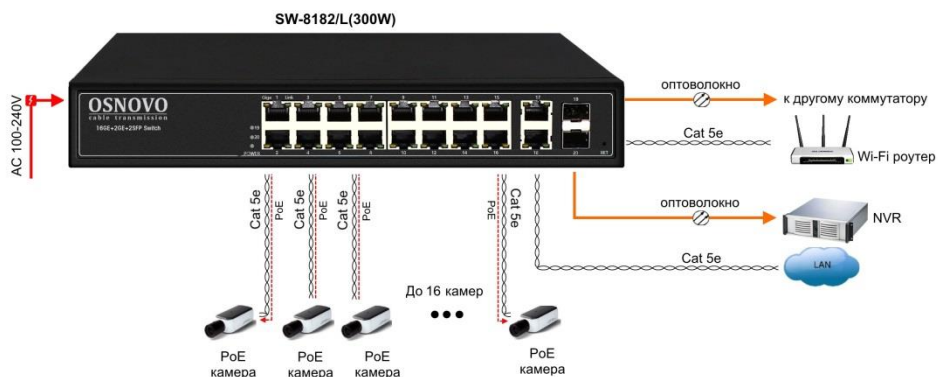 SW-8182/L(300W)
AC 100-240V
OSNOVO
cable transmission
16GE+2GE+2SFP Switch
POWER
оптоволокно
к другому коммутатору
Cat 5e
Wi-Fi роутер
оптоволокно
NVR
Cat 5e
LAN
Cat 5e
PoE
Cat 5e
PoE
Cat 5e
PoE
PoE
Cat 5e
До 16 камер
PoE
камера
PoE
камера
PoE
камера
PoE
камера